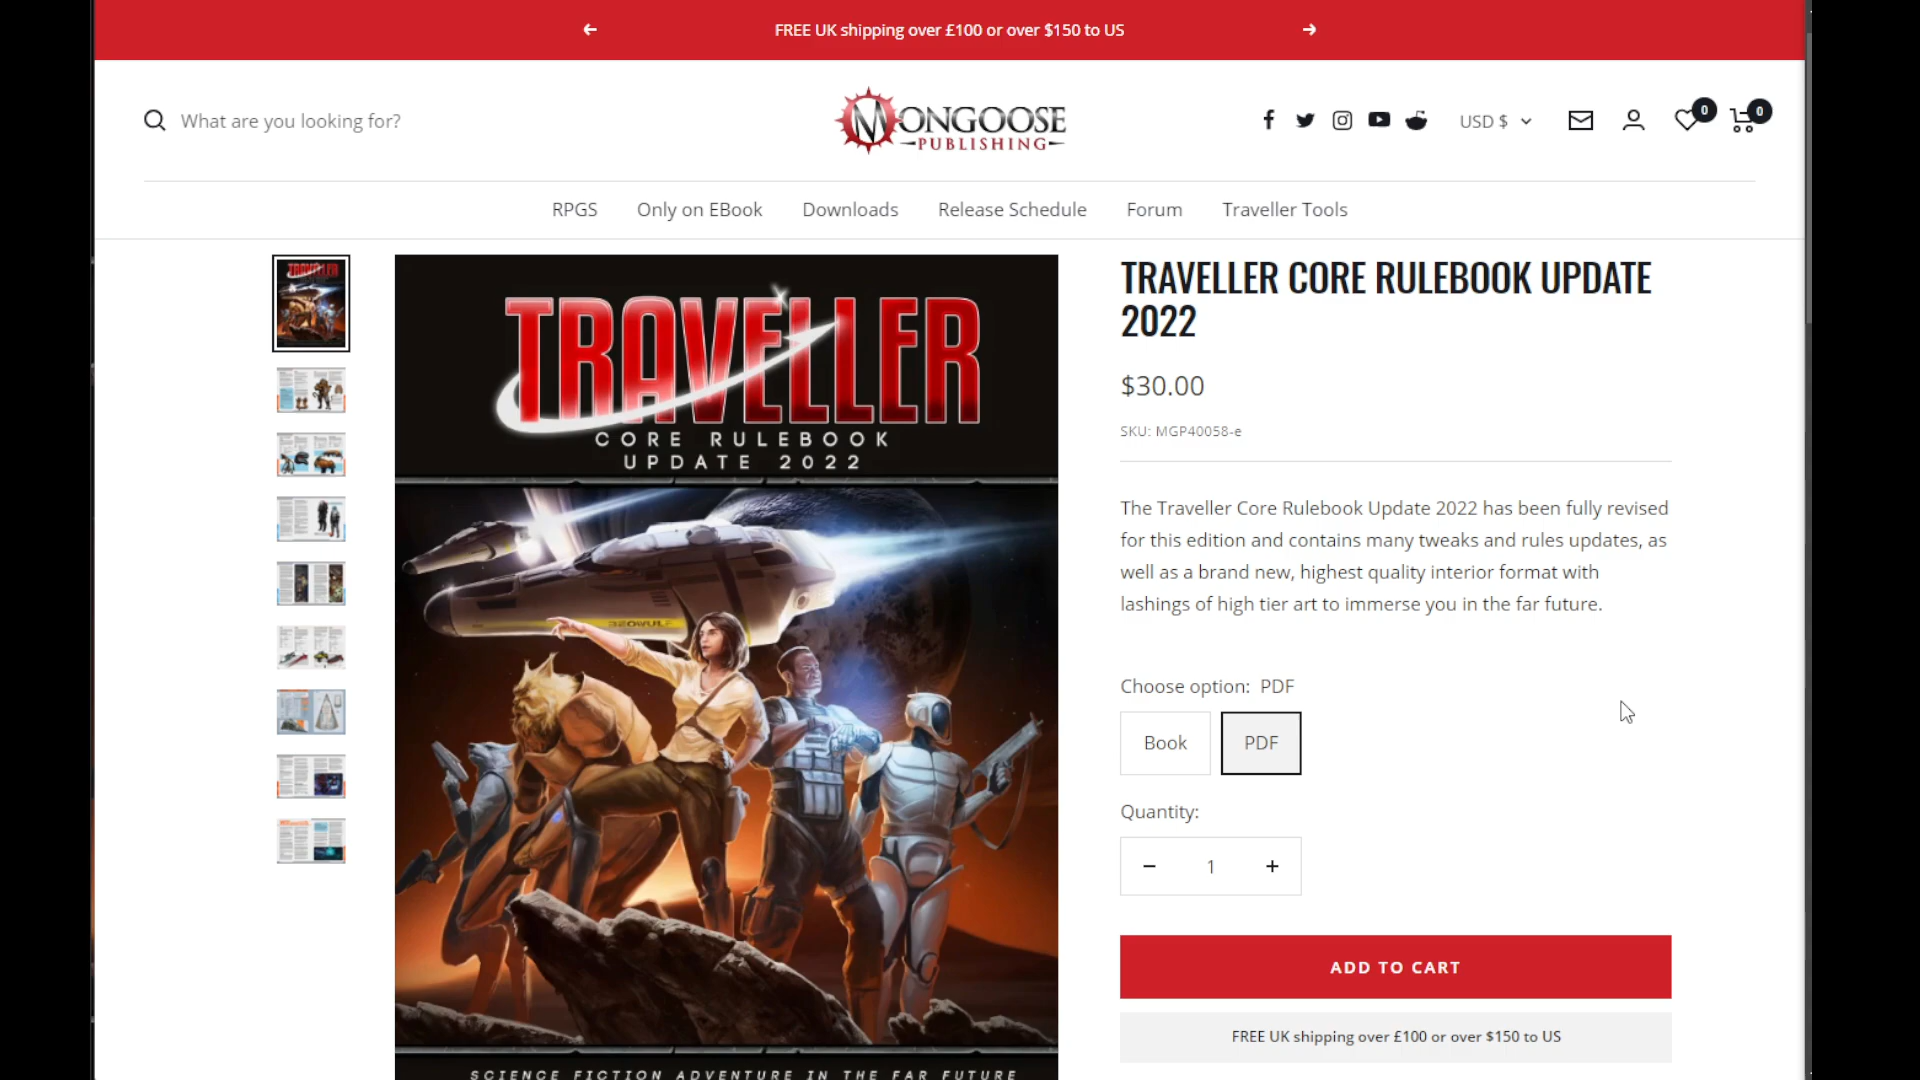 FREE UK shipping over £100 or over $150 to US
What are you looking for?
MONGOOSE
PUBLISHING
USD $
0
0
RPGS
Only on EBook
Downloads
Release Schedule
Forum
Traveller Tools
TRAVELLER
CORE RULEBOOK
UPDATE 2022
BEOWULF
SCIENCE FICTION ADVENTURE IN THE FAR FUTURE
TRAVELLER CORE RULEBOOK UPDATE
2022
$30.00
SKU: MGP40058-e
The Traveller Core Rulebook Update 2022 has been fully revised
for this edition and contains many tweaks and rules updates, as
well as a brand new, highest quality interior format with
lashings of high tier art to immerse you in the far future.
Choose option: PDF
Book
PDF
Quantity:
− 1 +
ADD TO CART
FREE UK shipping over £100 or over $150 to US